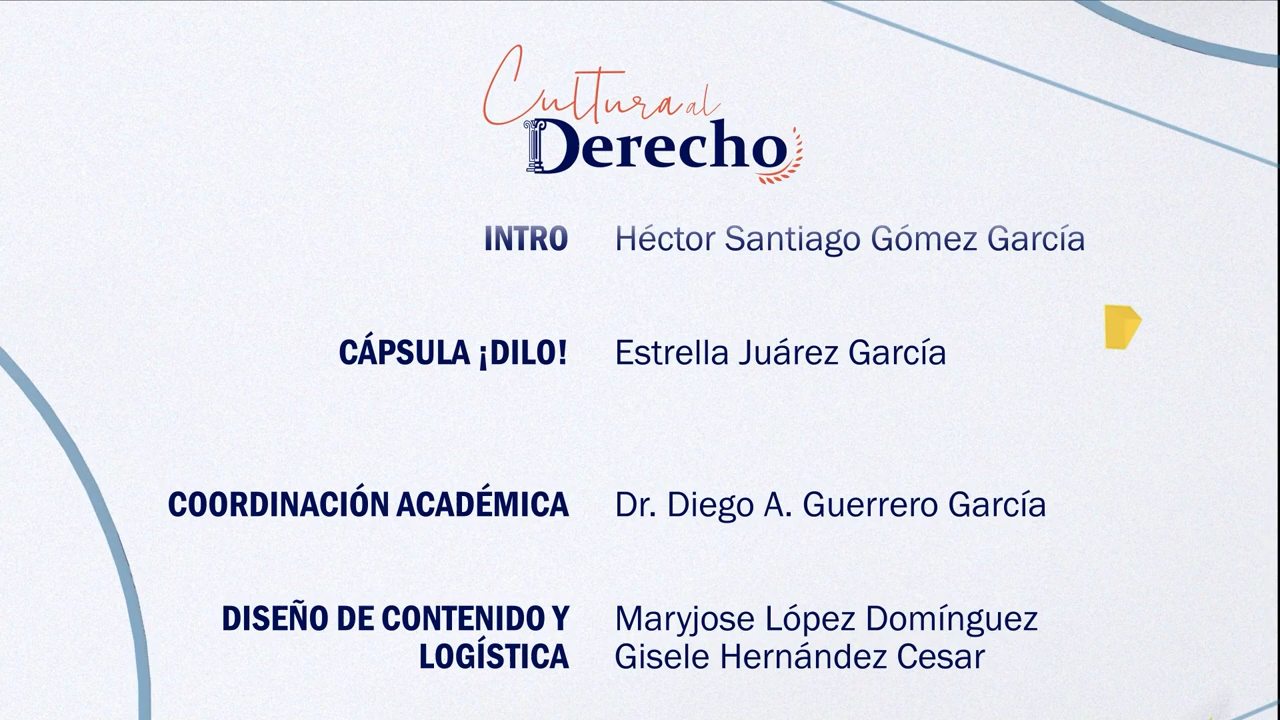 Cultura al
Derecho
INTRO Héctor Santiago Gómez García
CÁPSULA ¡DILO! Estrella Juárez García
COORDINACIÓN ACADÉMICA Dr. Diego A. Guerrero García
DISEÑO DE CONTENIDO Y Maryjose López Domínguez
LOGÍSTICA Gisele Hernández Cesar